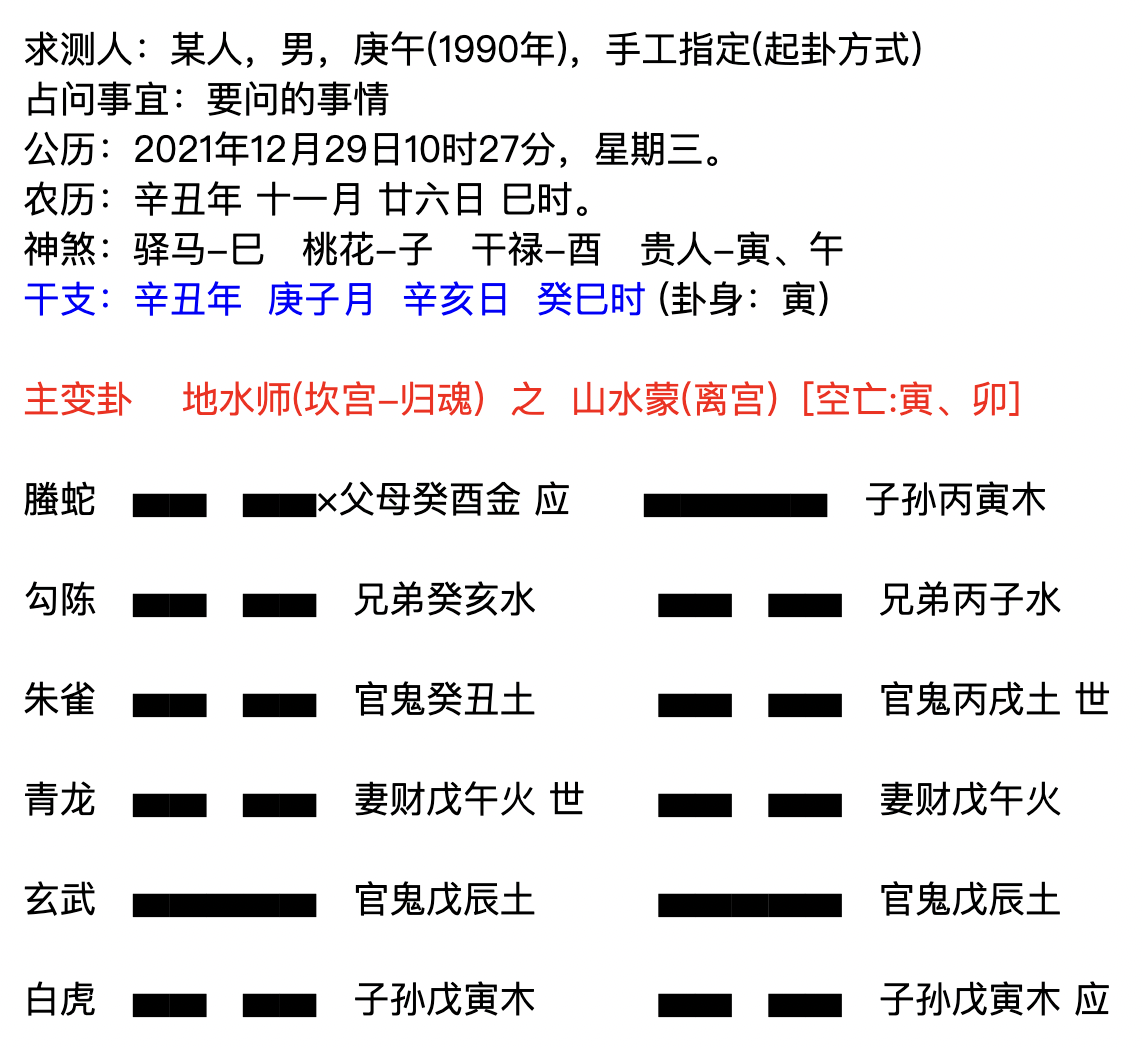 求测人：某人，男，庚午(1990年)，手工指定(起卦方式)
占问事宜：要问的事情
公历：2021年12月29日10时27分，星期三。
农历：辛丑年 十一月 廿六日 巳时。
神煞：驿马–巳 桃花–子 干禄–酉 贵人–寅、午
干支：辛丑年 庚子月 辛亥日 癸巳时 (卦身：寅)
主变卦 地水师(坎宫–归魂) 之 山水蒙(离宫) [空亡:寅、卯]
螣蛇 ×父母癸酉金 应 子孙丙寅木
勾陈 兄弟癸亥水 兄弟丙子水
朱雀 官鬼癸丑土 官鬼丙戌土 世
青龙 妻财戊午火 世 妻财戊午火
玄武 官鬼戊辰土 官鬼戊辰土
白虎 子孙戊寅木 子孙戊寅木 应